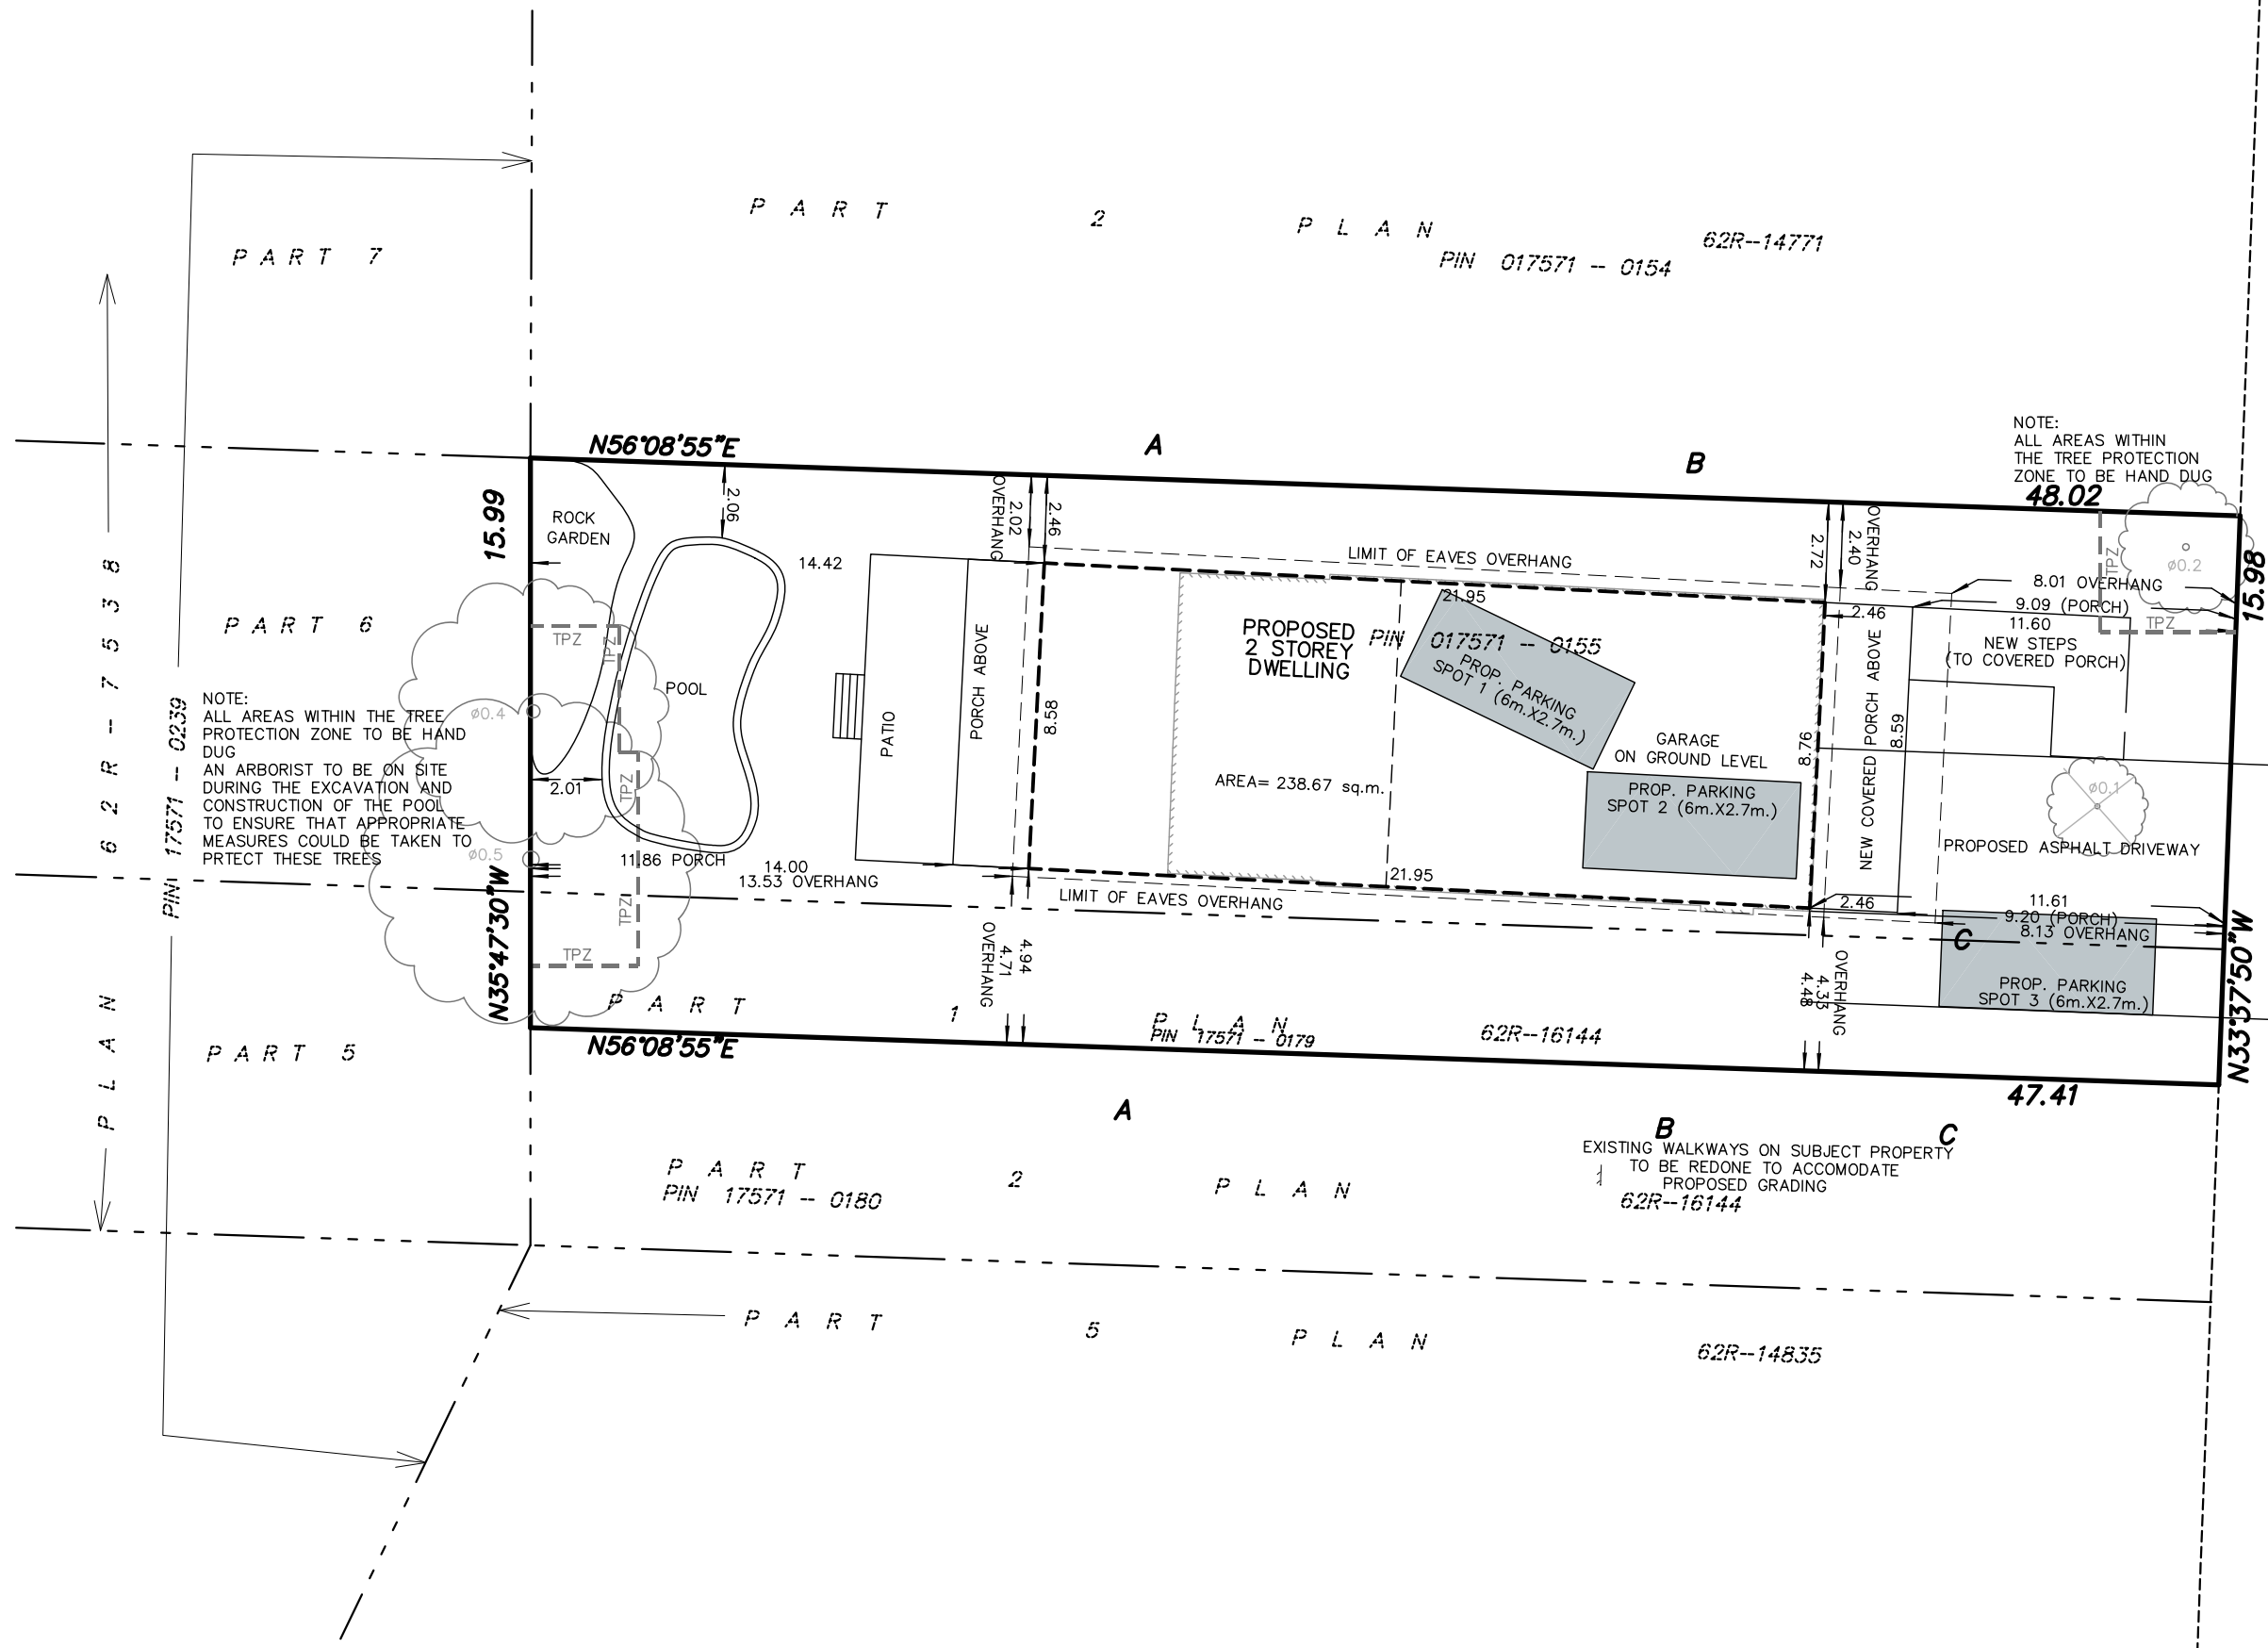 PART 2 PLAN 62R--14771
PIN 017571 -- 0154
PART 7
NOTE:
ALL AREAS WITHIN
THE TREE PROTECTION
ZONE TO BE HAND DUG
N56°08'55"E
A
B
48.02
15.99
ROCK
GARDEN
2.06
OVERHANG
2.02
2.46
14.42
LIMIT OF EAVES OVERHANG
2.72
2.40
OVERHANG
TPZ
ø0.2
15.98
8.01 OVERHANG
9.09 (PORCH)
11.60
TPZ
2.46
21.95
NEW STEPS
(TO COVERED PORCH)
PART 6
TPZ
TPZ
PROPOSED
2 STOREY
DWELLING
PIN 017571 -- 0155
PROP. PARKING
SPOT 1 (6m.X2.7m.)
PORCH ABOVE
PATIO
POOL
8.58
NEW COVERED PORCH ABOVE
8.59
8.76
GARAGE
ON GROUND LEVEL
PROP. PARKING
SPOT 2 (6m.X2.7m.)
AREA= 238.67 sq.m.
PLAN 62R-7538
PIN 17571 -- 0239
NOTE:
ALL AREAS WITHIN THE TREE
PROTECTION ZONE TO BE HAND
DUG
AN ARBORIST TO BE ON SITE
DURING THE EXCAVATION AND
CONSTRUCTION OF THE POOL
TO ENSURE THAT APPROPRIATE
MEASURES COULD BE TAKEN TO
PRTECT THESE TREES
ø0.4
2.01
TPZ
ø0.5
TPZ
TPZ
11.86 PORCH
14.00
13.53 OVERHANG
LIMIT OF EAVES OVERHANG
21.95
ø0.1
PROPOSED ASPHALT DRIVEWAY
2.46
11.61
9.20 (PORCH)
8.13 OVERHANG
C
PROP. PARKING
SPOT 3 (6m.X2.7m.)
N35°47'30"W
OVERHANG
4.71
4.94
4.48
4.33
OVERHANG
N33°37'50"W
PART 1 PLAN 62R--16144
PIN 17571 -- 0179
PART 5
N56°08'55"E
47.41
A
B
C
EXISTING WALKWAYS ON SUBJECT PROPERTY
TO BE REDONE TO ACCOMODATE
PROPOSED GRADING
PART 2 PLAN 62R--16144
PIN 17571 -- 0180
PART 5 PLAN 62R--14835